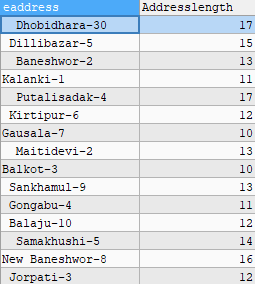 eaddress Addresslength
Dhobidhara-30 17
Dillibazar-5 15
Baneshwor-2 13
Kalanki-1 11
Putalisadak-4 17
Kirtipur-6 12
Gausala-7 10
Maitidevi-2 13
Balkot-3 10
Sankhamul-9 13
Gongabu-4 11
Balaju-10 12
Samakhushi-5 14
New Baneshwor-8 16
Jorpati-3 12